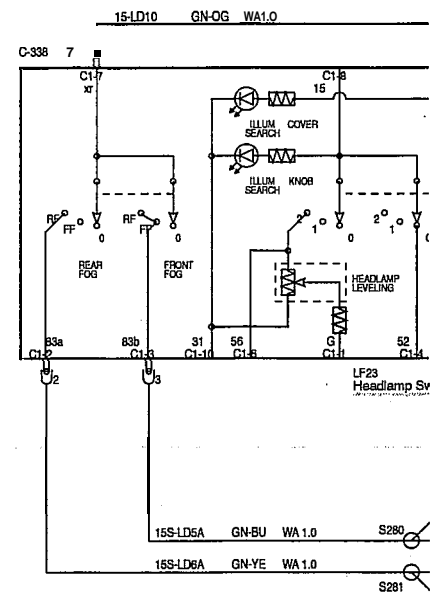 15-LD10 GN-OG WA1.0
C-338 7
C1-7 C1-8
XT 15
ILLUM COVER
SEARCH
ILLUM KNOB
SEARCH
RF RF 2 2
FF FF 1 1
0 0 0 0
REAR FRONT HEADLAMP
FOG FOG LEVELING
83a 83b 31 56 G 52
C1-2 C1-3 C1-10 C1-6 C1-1 C1-4
2 3 LF23
Headlamp Sw
15S-LD5A GN-BU WA 1.0 S280
15S-LD6A GN-YE WA 1.0
S281